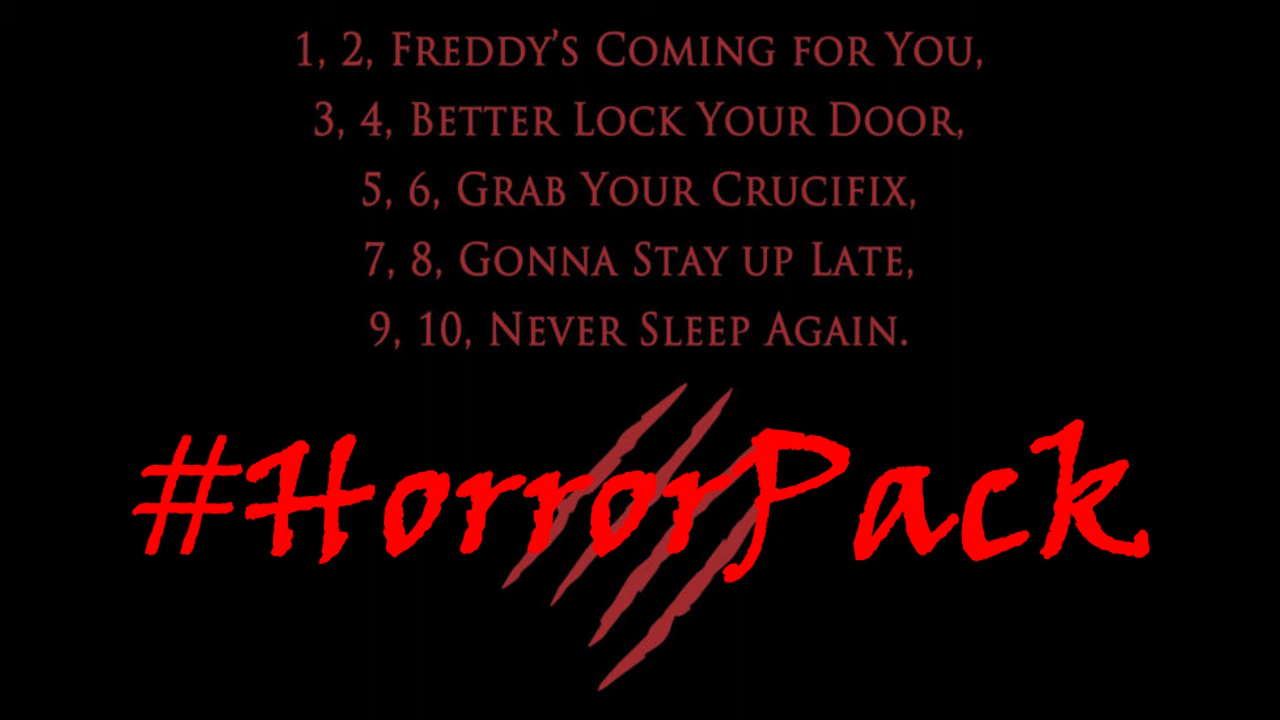 1, 2, Freddy’s Coming for You,
3, 4, Better Lock Your Door,
5, 6, Grab Your Crucifix,
7, 8, Gonna Stay up Late,
9, 10, Never Sleep Again.
#HorrorPack